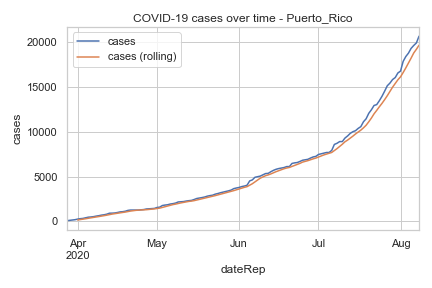 COVID-19 cases over time - Puerto_Rico
cases
cases (rolling)
20000
15000
10000
5000
0
cases
Apr
2020
May
Jun
Jul
Aug
dateRep